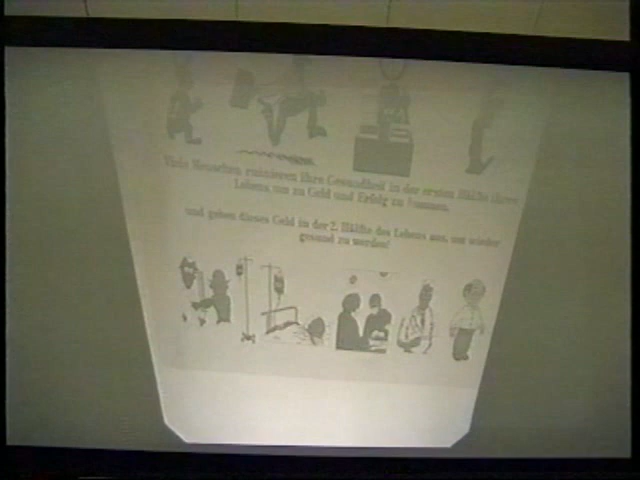 Viele Menschen ruinieren ihre Gesundheit in der ersten Hälfte ihres
Lebens um zu Geld und Erfolg zu kommen,
und geben dieses Geld in der 2. Hälfte des Lebens aus, um wieder
gesund zu werden!